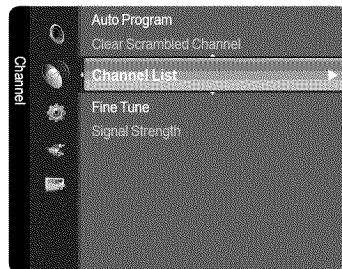 Channel
Auto Program
Clear Scrambled Channel
Channel List
Fine Tune
Signal Strength